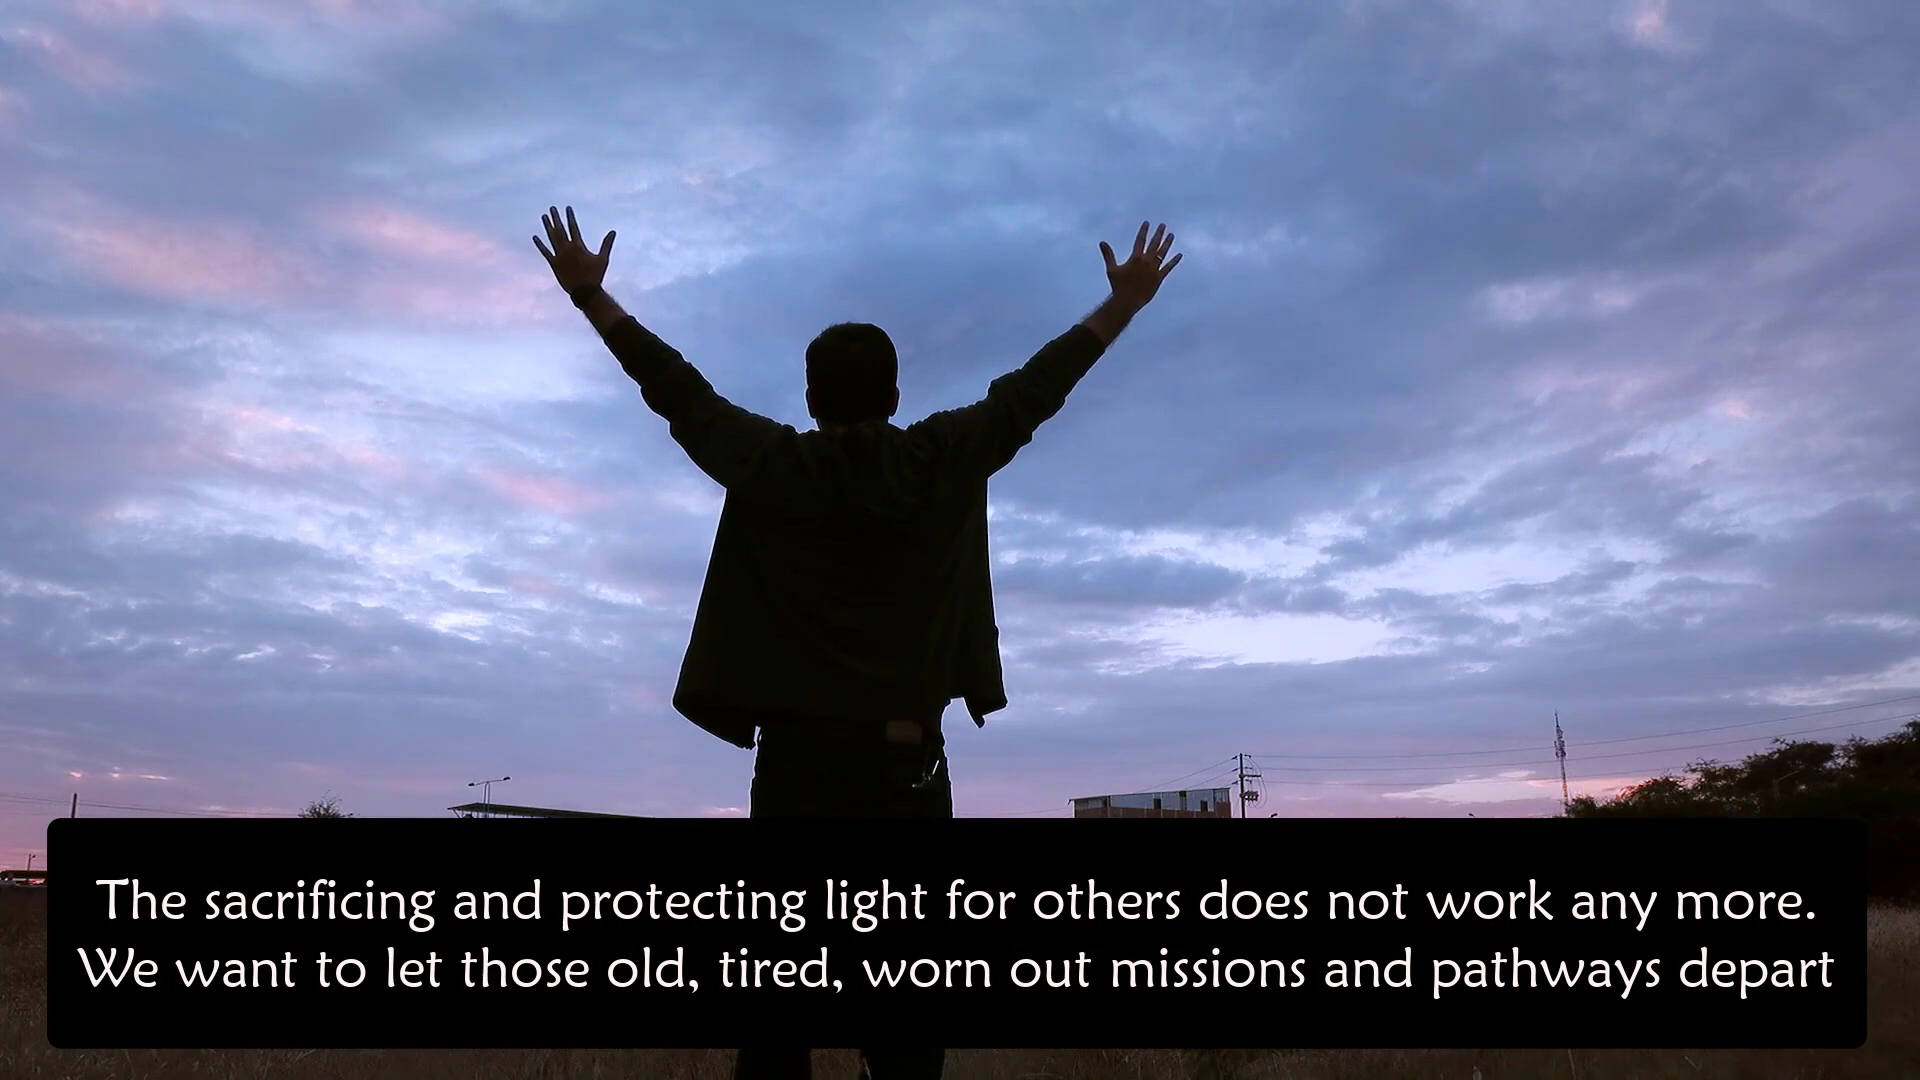 The sacrificing and protecting light for others does not work any more.
We want to let those old, tired, worn out missions and pathways depart